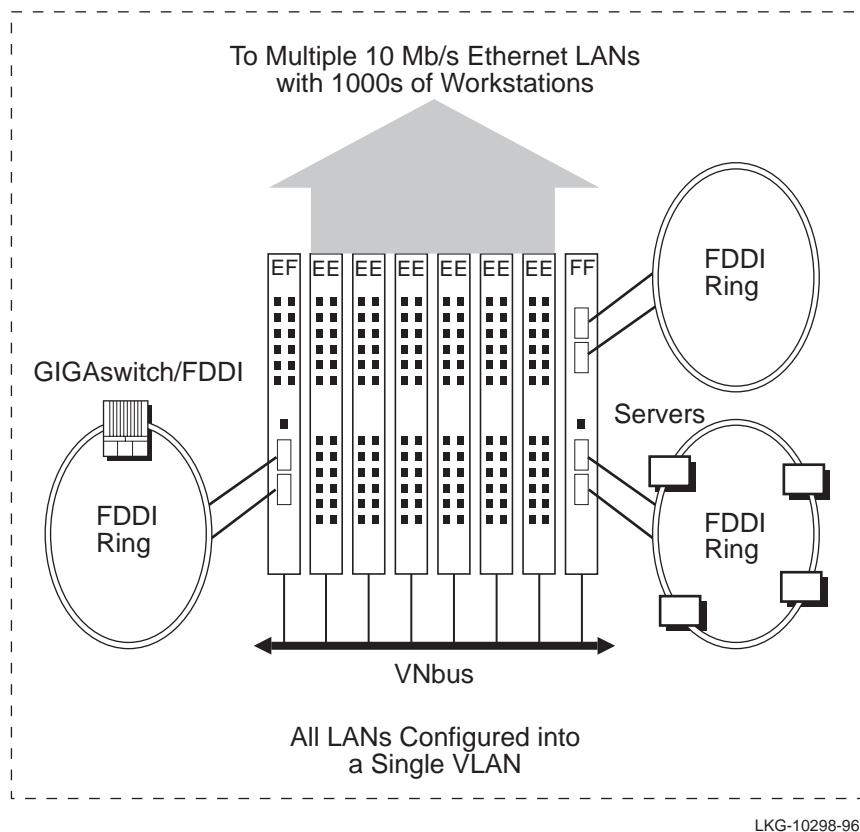 To Multiple 10 Mb/s Ethernet LANs
with 1000s of Workstations
EF
EE
EE
EE
EE
EE
EE
FF
FDDI
Ring
GIGAswitch/FDDI
Servers
FDDI
Ring
FDDI
Ring
VNbus
All LANs Configured into
a Single VLAN
LKG-10298-96